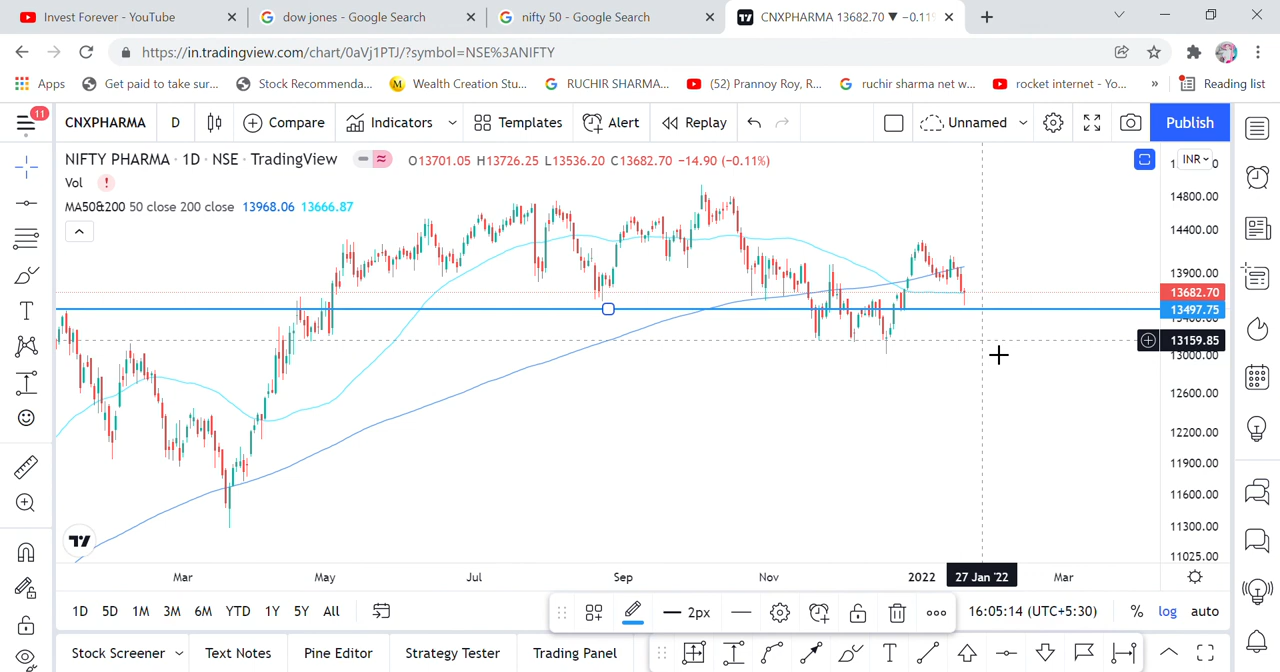 Invest Forever - YouTube
dow jones - Google Search
nifty 50 - Google Search
CNXPHARMA 13682.70 ▼ −0.11%
https://in.tradingview.com/chart/0aVj1PTJ/?symbol=NSE%3ANIFTY
Apps
Get paid to take sur...
Stock Recommenda...
Wealth Creation Stu...
RUCHIR SHARMA...
(52) Prannoy Roy, R...
ruchir sharma net w...
rocket internet - Yo...
»
Reading list
11
CNXPHARMA
D
Compare
Indicators
Templates
Alert
Replay
Unnamed
Publish
NIFTY PHARMA · 1D · NSE · TradingView
O13701.05 H13726.25 L13536.20 C13682.70 −14.90 (−0.11%)
INR
Vol
MA50&200 50 close 200 close 13968.06 13666.87
14800.00
14400.00
13900.00
13682.70
13497.75
13159.85
13000.00
12600.00
12200.00
11900.00
11600.00
11300.00
11025.00
Mar
May
Jul
Sep
Nov
2022
27 Jan '22
Mar
1D
5D
1M
3M
6M
YTD
1Y
5Y
All
2px
16:05:14 (UTC+5:30)
%
log
auto
Stock Screener
Text Notes
Pine Editor
Strategy Tester
Trading Panel